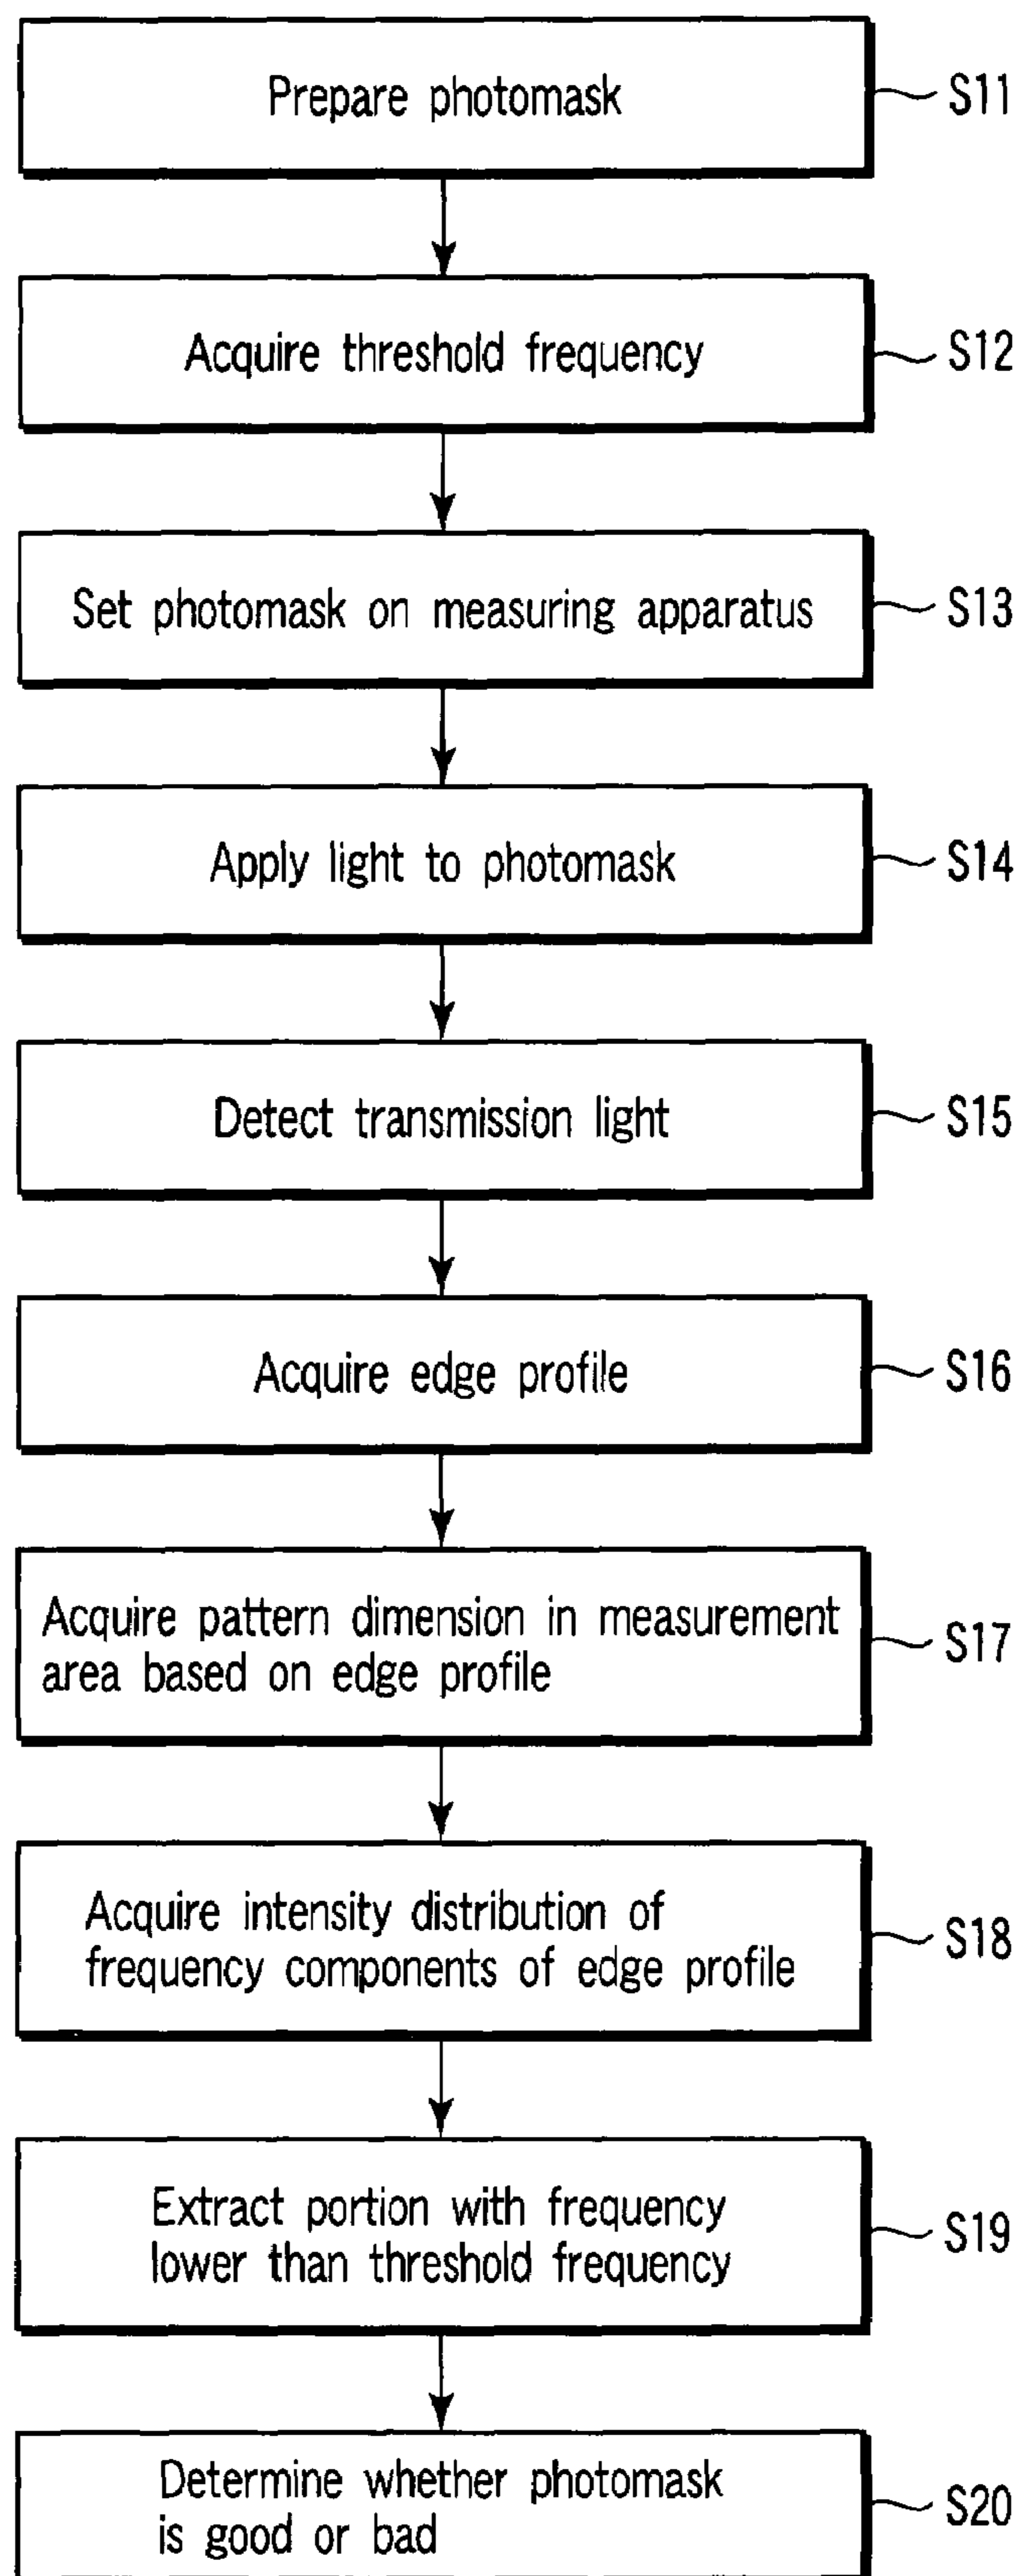 Prepare photomask
S11
Acquire threshold frequency
S12
Set photomask on measuring apparatus
S13
Apply light to photomask
S14
Detect transmission light
S15
Acquire edge profile
S16
Acquire pattern dimension in measurement
area based on edge profile
S17
Acquire intensity distribution of
frequency components of edge profile
S18
Extract portion with frequency
lower than threshold frequency
S19
Determine whether photomask
is good or bad
S20